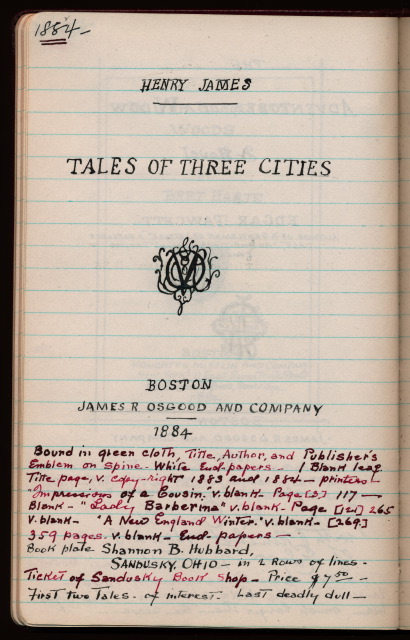 1884-
HENRY JAMES
TALES OF THREE CITIES
BOSTON
JAMES R OSGOOD AND COMPANY
1884
Bound in green cloth, Title, Author, and Publisher's
Emblem on spine- White End-papers- 1 Blank leaf
Title page, v. Copy-right 1883 and 1884- printers-
"Impressions of a Cousin. v. blank- Page [3] 117-
Blank- "Lady Barberina" v. blank- Page 265
v. blank- "A New England Winter." v. blank- [269]
359 pages- v. blank- End-papers-
Book plate Shannon B. Hubbard,
SANDUSKY, OHIO- in 2 Rows of lines-
Ticket of Sandusky Book Shop- Price $7.50-
First two Tales- of interest. Last deadly dull-